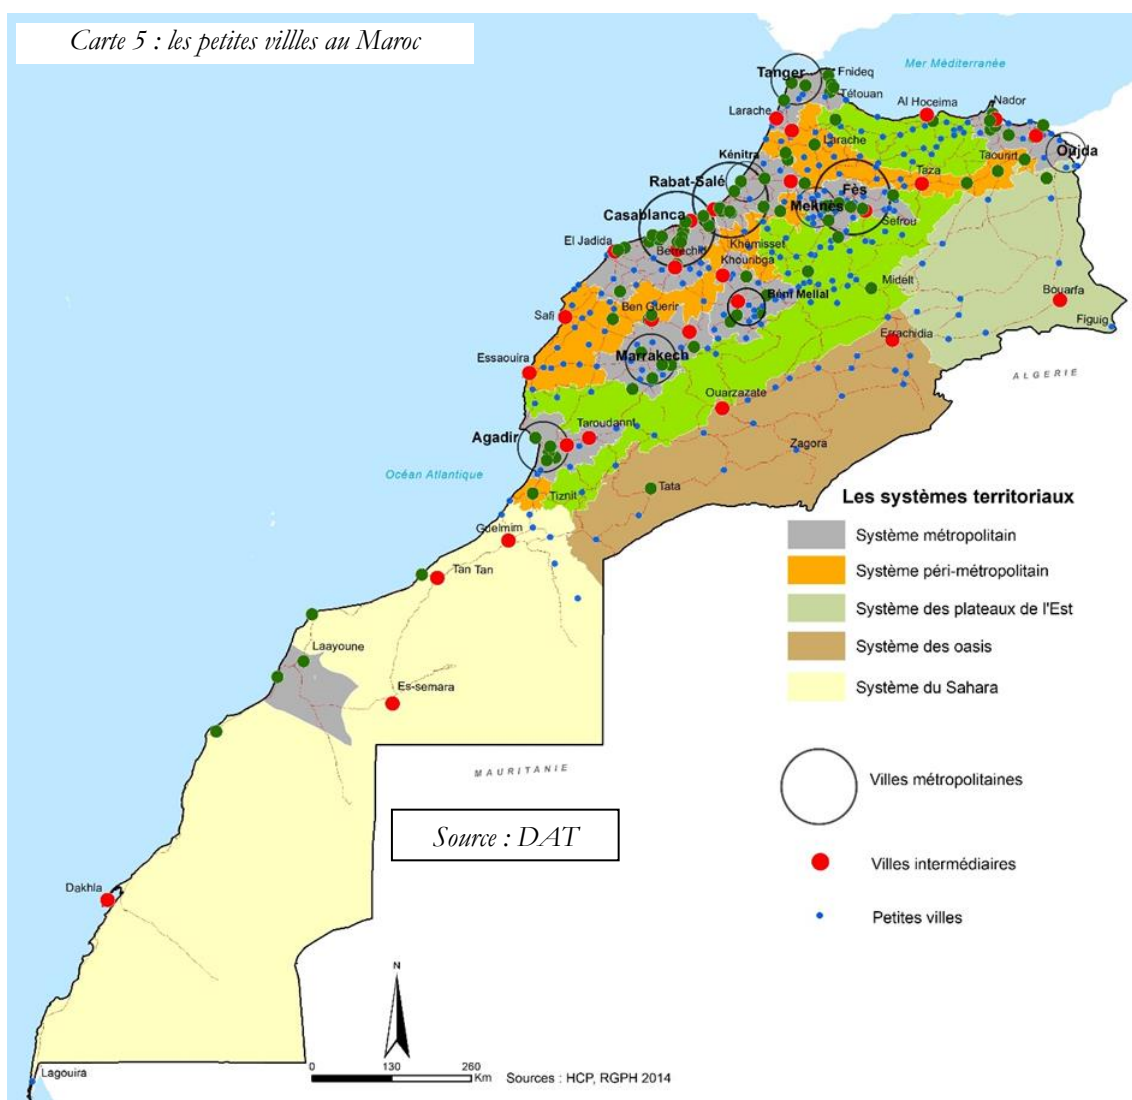 Carte 5 : les petites villles au Maroc
Mer Méditerranée
Tanger
Fnideq
Tétouan
Larache
Al Hoceima
Nador
Larache
Oujda
Kénitra
Taourirt
Taza
Rabat-Salé
Fès
Meknès
Casablanca
Sefrou
El Jadida
Khémisset
Berrechid
Khouribga
Midelt
Béni Mellal
Bouarfa
Safi
Ben Guerir
Figuig
Errachidia
Essaouira
Marrakech
ALGERIE
Ouarzazate
Taroudannt
Agadir
Zagora
Océan Atlantique
Tata
Tiznit
Guelmim
Tan Tan
Laayoune
Es-semara
MAURITANIE
Dakhla
Lagouira
Les systèmes territoriaux
Système métropolitain
Système péri-métropolitain
Système des plateaux de l'Est
Système des oasis
Système du Sahara
Villes métropolitaines
Villes intermédiaires
Petites villes
Source : DAT
N
0 130 260
Km
Sources : HCP, RGPH 2014